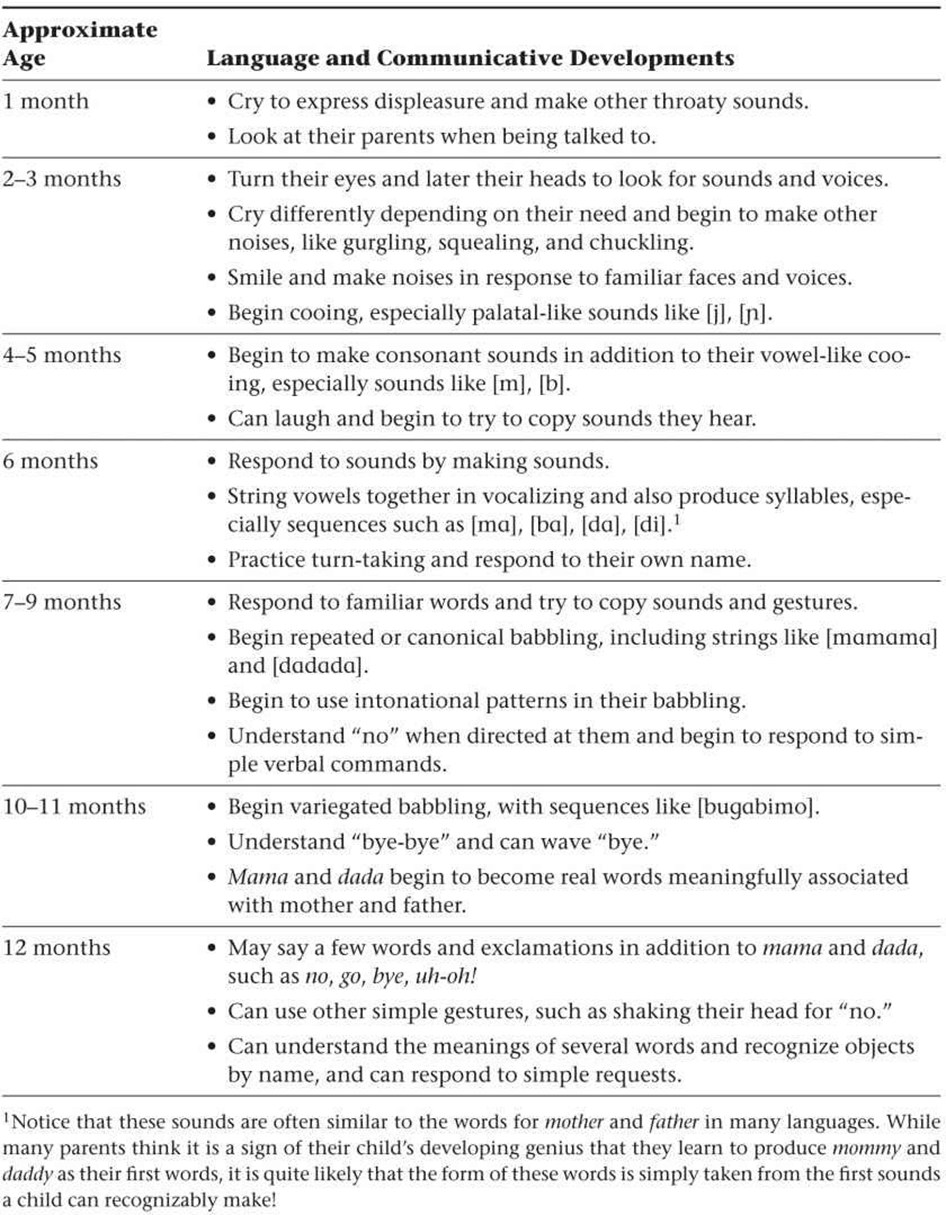 Approximate
Age Language and Communicative Developments
1 month • Cry to express displeasure and make other throaty sounds.
• Look at their parents when being talked to.
2–3 months • Turn their eyes and later their heads to look for sounds and voices.
• Cry differently depending on their need and begin to make other
noises, like gurgling, squealing, and chuckling.
• Smile and make noises in response to familiar faces and voices.
• Begin cooing, especially palatal-like sounds like [j], [ɲ].
4–5 months • Begin to make consonant sounds in addition to their vowel-like coo-
ing, especially sounds like [m], [b].
• Can laugh and begin to try to copy sounds they hear.
6 months • Respond to sounds by making sounds.
• String vowels together in vocalizing and also produce syllables, espe-
cially sequences such as [mɑ], [bɑ], [dɑ], [di].¹
• Practice turn-taking and respond to their own name.
7–9 months • Respond to familiar words and try to copy sounds and gestures.
• Begin repeated or canonical babbling, including strings like [mɑmɑmɑ]
and [dɑdɑdɑ].
• Begin to use intonational patterns in their babbling.
• Understand “no” when directed at them and begin to respond to sim-
ple verbal commands.
10–11 months • Begin variegated babbling, with sequences like [bugɑbimo].
• Understand “bye-bye” and can wave “bye.”
• Mama and dada begin to become real words meaningfully associated
with mother and father.
12 months • May say a few words and exclamations in addition to mama and dada,
such as no, go, bye, uh-oh!
• Can use other simple gestures, such as shaking their head for “no.”
• Can understand the meanings of several words and recognize objects
by name, and can respond to simple requests.
¹Notice that these sounds are often similar to the words for mother and father in many languages. While
many parents think it is a sign of their child’s developing genius that they learn to produce mommy and
daddy as their first words, it is quite likely that the form of these words is simply taken from the first sounds
a child can recognizably make!